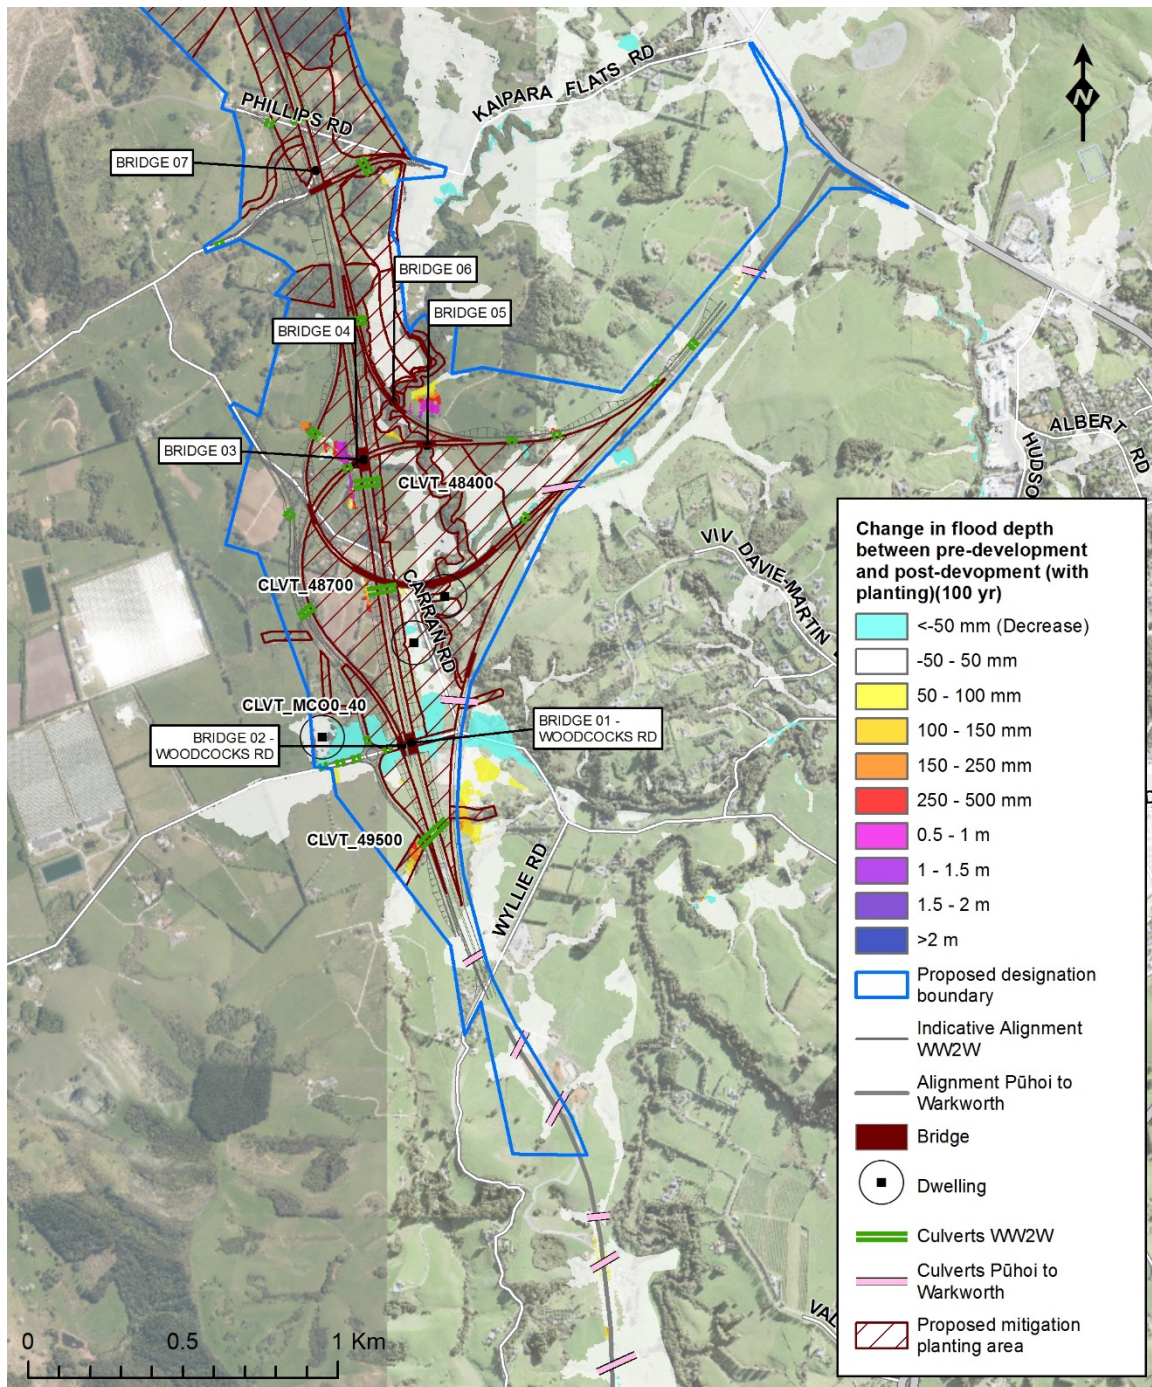 N
KAIPARA FLATS RD
PHILLIPS RD
BRIDGE 07
BRIDGE 06
BRIDGE 05
BRIDGE 04
BRIDGE 03
CLVT_48400
ALBERT RD
HUDSO
VIV DAVIE-MARTIN
CLVT_48700
CARRAN RD
CLVT_MCO0_40
BRIDGE 02 -
WOODCOCKS RD
BRIDGE 01 -
WOODCOCKS RD
CLVT_49500
WYLLIE RD
VAL
0 0.5 1 Km
Change in flood depth
between pre-development
and post-devopment (with
planting)(100 yr)
<-50 mm (Decrease)
-50 - 50 mm
50 - 100 mm
100 - 150 mm
150 - 250 mm
250 - 500 mm
0.5 - 1 m
1 - 1.5 m
1.5 - 2 m
>2 m
Proposed designation
boundary
Indicative Alignment
WW2W
Alignment Pūhoi to
Warkworth
Bridge
Dwelling
Culverts WW2W
Culverts Pūhoi to
Warkworth
Proposed mitigation
planting area